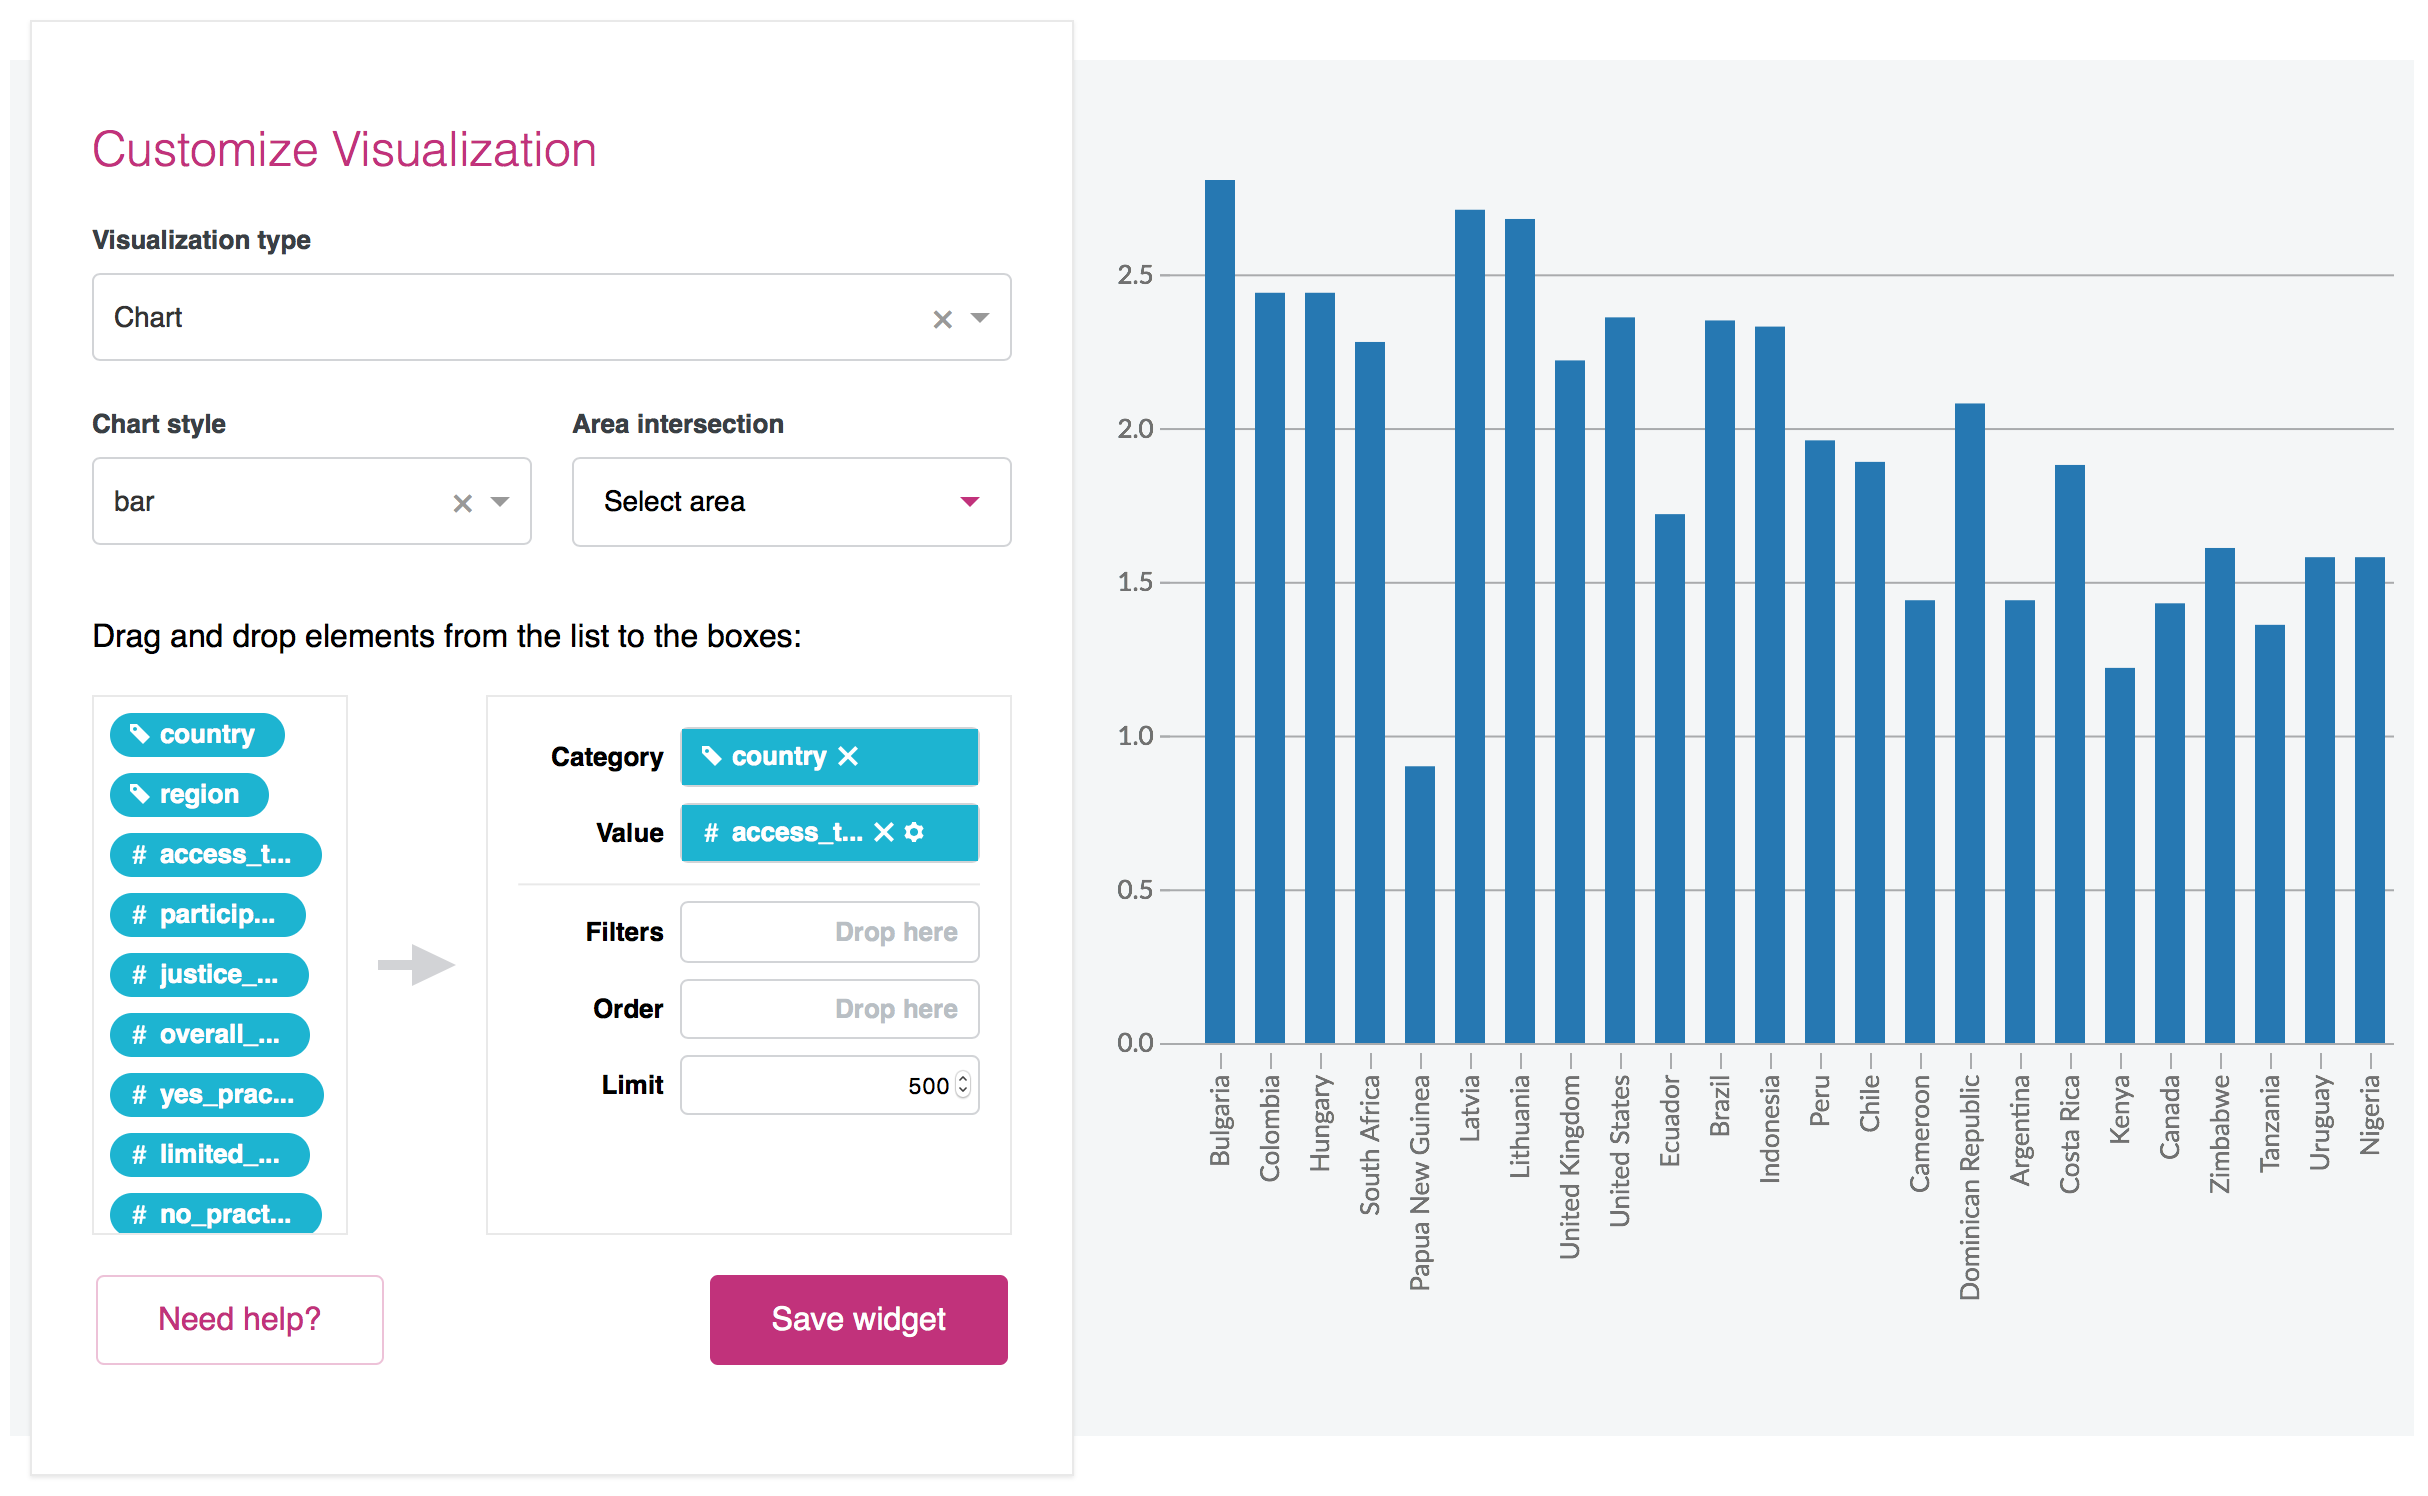 Customize Visualization
Visualization type
Chart
Chart style
Area intersection
bar
Select area
Drag and drop elements from the list to the boxes:
country
region
# access_t...
# particip...
# justice_...
# overall_...
# yes_prac...
# limited_...
# no_pract...
Category
country
Value
# access_t...
Filters
Drop here
Order
Drop here
Limit
500
Need help?
Save widget
2.5
2.0
1.5
1.0
0.5
0.0
Bulgaria
Colombia
Hungary
South Africa
Papua New Guinea
Latvia
Lithuania
United Kingdom
United States
Ecuador
Brazil
Indonesia
Peru
Chile
Cameroon
Dominican Republic
Argentina
Costa Rica
Kenya
Canada
Zimbabwe
Tanzania
Uruguay
Nigeria